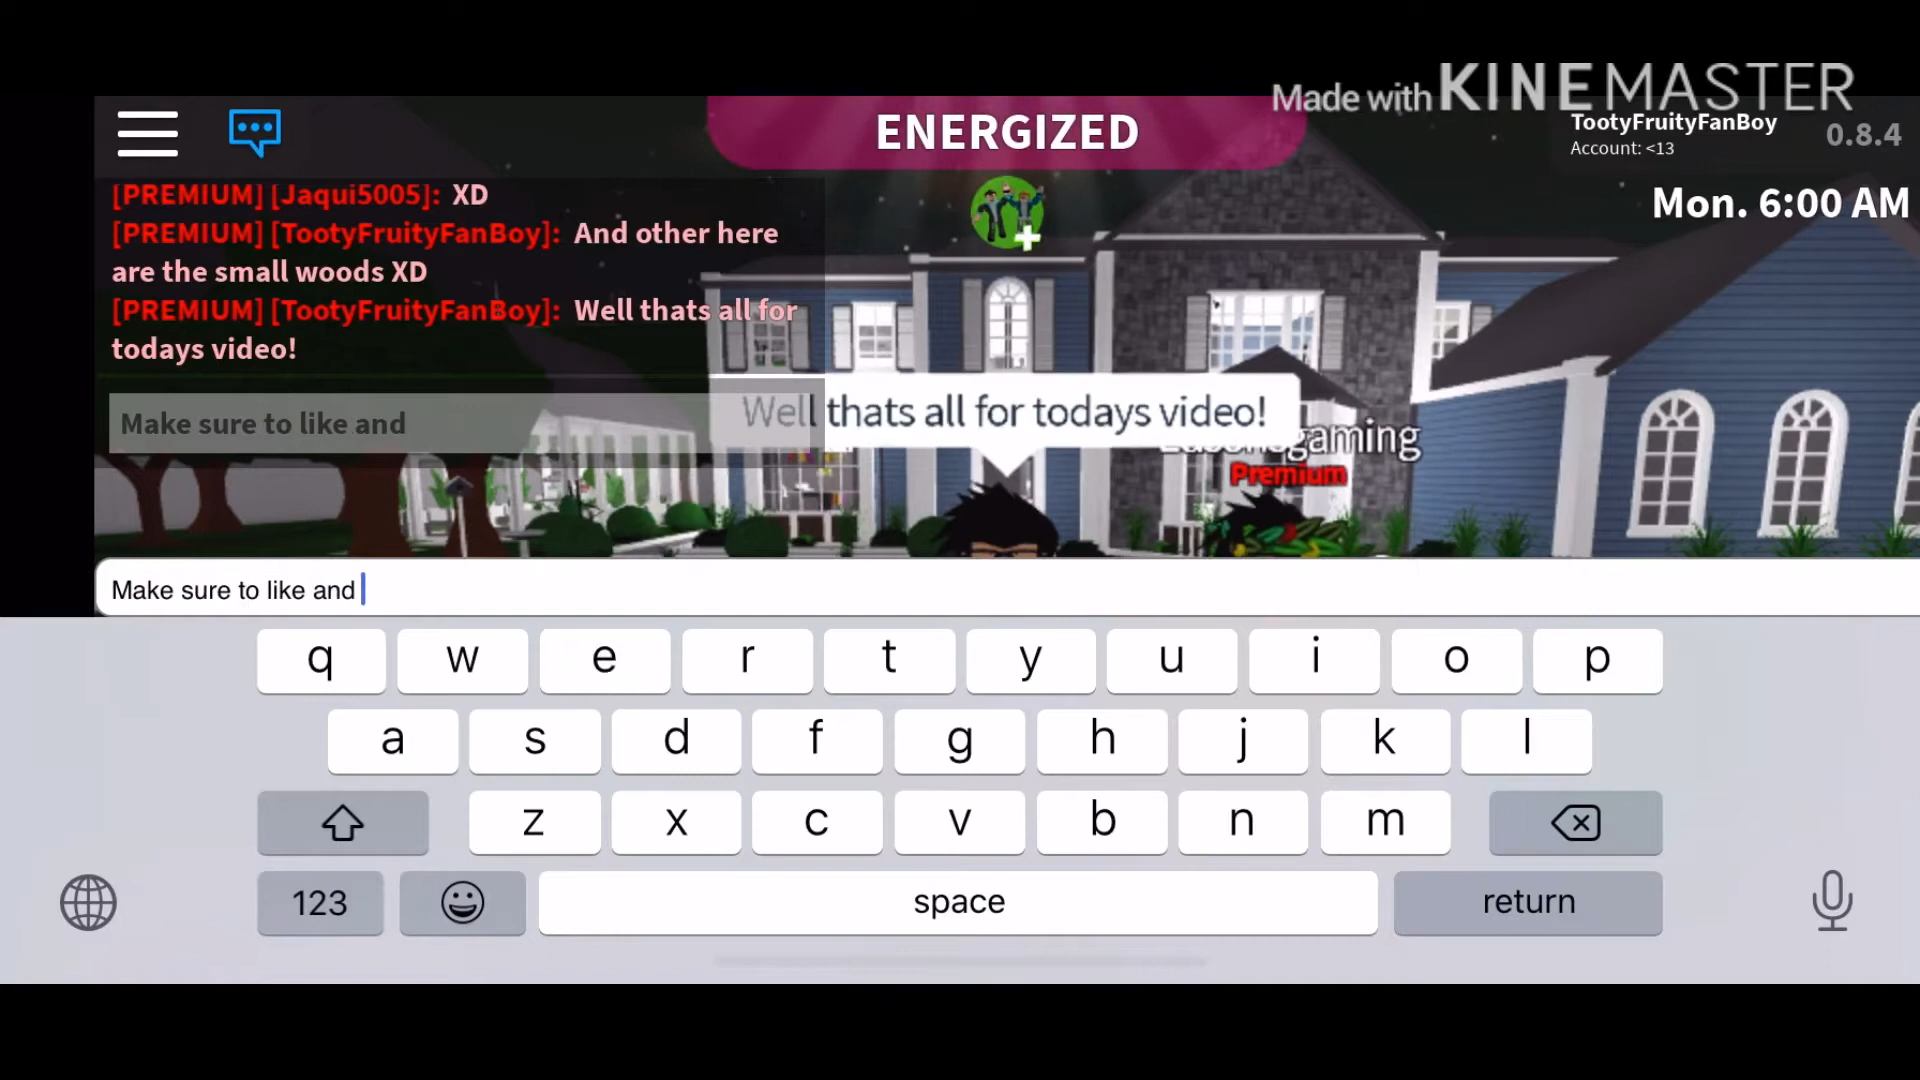 Made with KINEMASTER
ENERGIZED
TootyFruityFanBoy
Account: <13
0.8.4
Mon. 6:00 AM
[PREMIUM] [Jaqui5005]: XD
[PREMIUM] [TootyFruityFanBoy]: And other here
are the small woods XD
[PREMIUM] [TootyFruityFanBoy]: Well thats all for
todays video!
Make sure to like and
Well thats all for todays video!
gaming
Premium
Make sure to like and
q w e r t y u i o p
a s d f g h j k l
z x c v b n m
123 space return